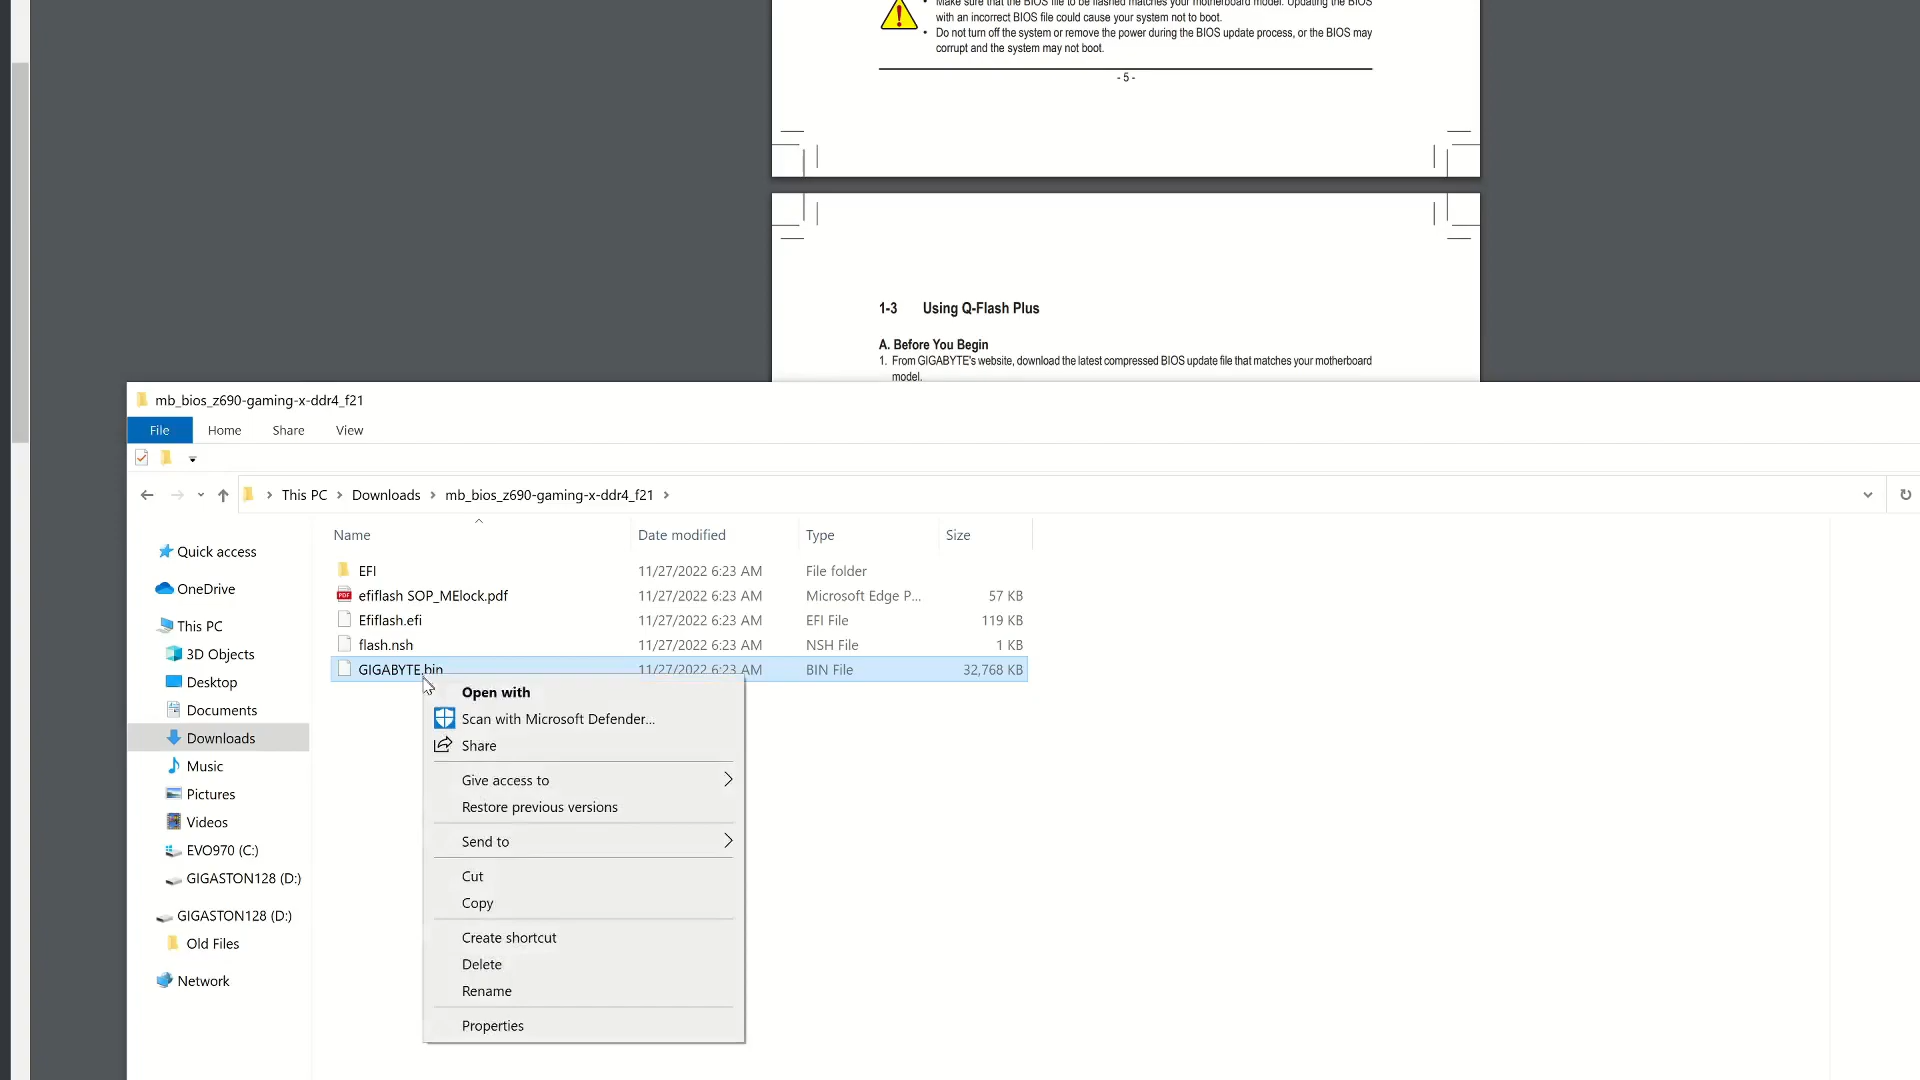 • Make sure that the BIOS file to be flashed matches your motherboard model. Updating the BIOS
with an incorrect BIOS file could cause your system not to boot.
• Do not turn off the system or remove the power during the BIOS update process, or the BIOS may
corrupt and the system may not boot.
- 5 -
1-3 Using Q-Flash Plus
A. Before You Begin
1. From GIGABYTE's website, download the latest compressed BIOS update file that matches your motherboard
model.
mb_bios_z690-gaming-x-ddr4_f21
File Home Share View
This PC Downloads mb_bios_z690-gaming-x-ddr4_f21
Name Date modified Type Size
Quick access
OneDrive
This PC
3D Objects
Desktop
Documents
Downloads
Music
Pictures
Videos
EVO970 (C:)
GIGASTON128 (D:)
GIGASTON128 (D:)
Old Files
Network
EFI 11/27/2022 6:23 AM File folder
PDF efiflash SOP_MElock.pdf 11/27/2022 6:23 AM Microsoft Edge P... 57 KB
Efiflash.efi 11/27/2022 6:23 AM EFI File 119 KB
flash.nsh 11/27/2022 6:23 AM NSH File 1 KB
GIGABYTE.bin 11/27/2022 6:23 AM BIN File 32,768 KB
Open with
Scan with Microsoft Defender...
Share
Give access to
Restore previous versions
Send to
Cut
Copy
Create shortcut
Delete
Rename
Properties